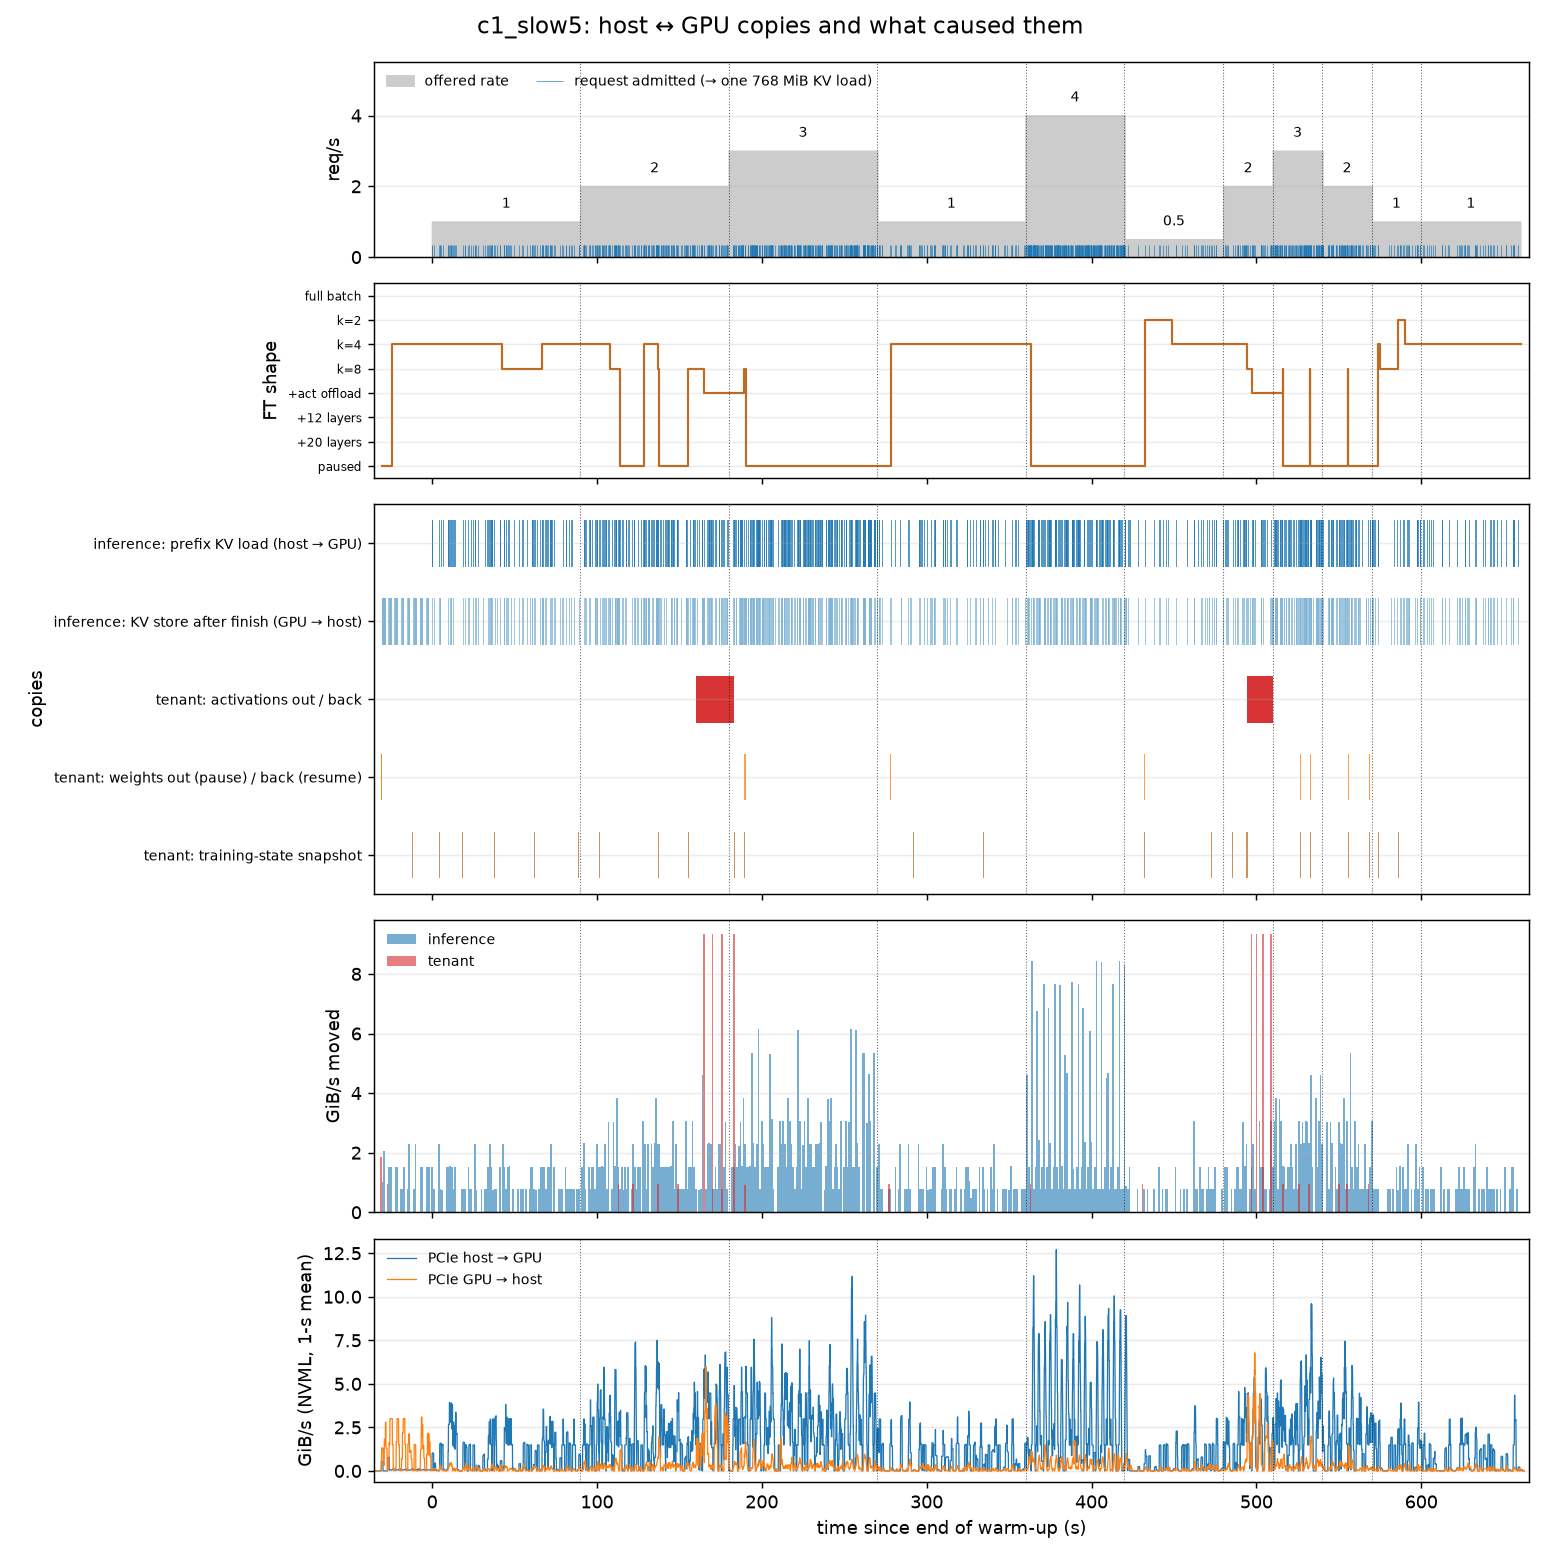 c1_slow5: host ↔ GPU copies and what caused them
offered rate
request admitted (→ one 768 MiB KV load)
req/s
4
2
0
1
2
3
1
4
0.5
2
3
2
1
1
FT shape
full batch
k=2
k=4
k=8
+act offload
+12 layers
+20 layers
paused
copies
inference: prefix KV load (host → GPU)
inference: KV store after finish (GPU → host)
tenant: activations out / back
tenant: weights out (pause) / back (resume)
tenant: training-state snapshot
GiB/s moved
inference
tenant
8
6
4
2
0
GiB/s (NVML, 1-s mean)
PCIe host → GPU
PCIe GPU → host
12.5
10.0
7.5
5.0
2.5
0.0
0 100 200 300 400 500 600
time since end of warm-up (s)